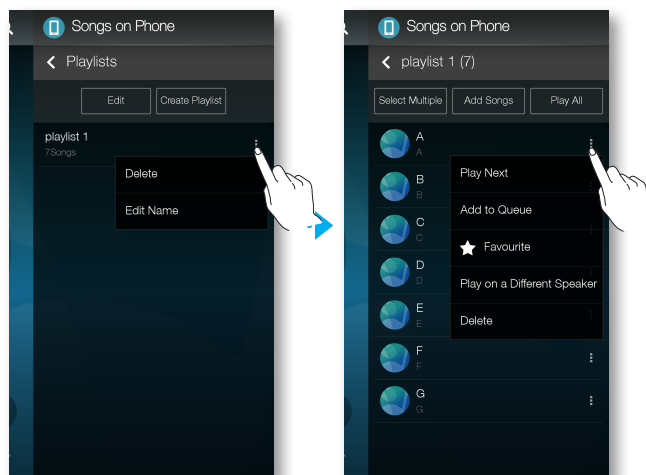 Songs on Phone
Playlists
Edit
Create Playlist
playlist 1
7Songs
Delete
Edit Name
Songs on Phone
playlist 1 (7)
Select Multiple
Add Songs
Play All
A
A
B
B
C
C
D
D
E
E
F
F
G
G
Play Next
Add to Queue
Favourite
Play on a Different Speaker
Delete